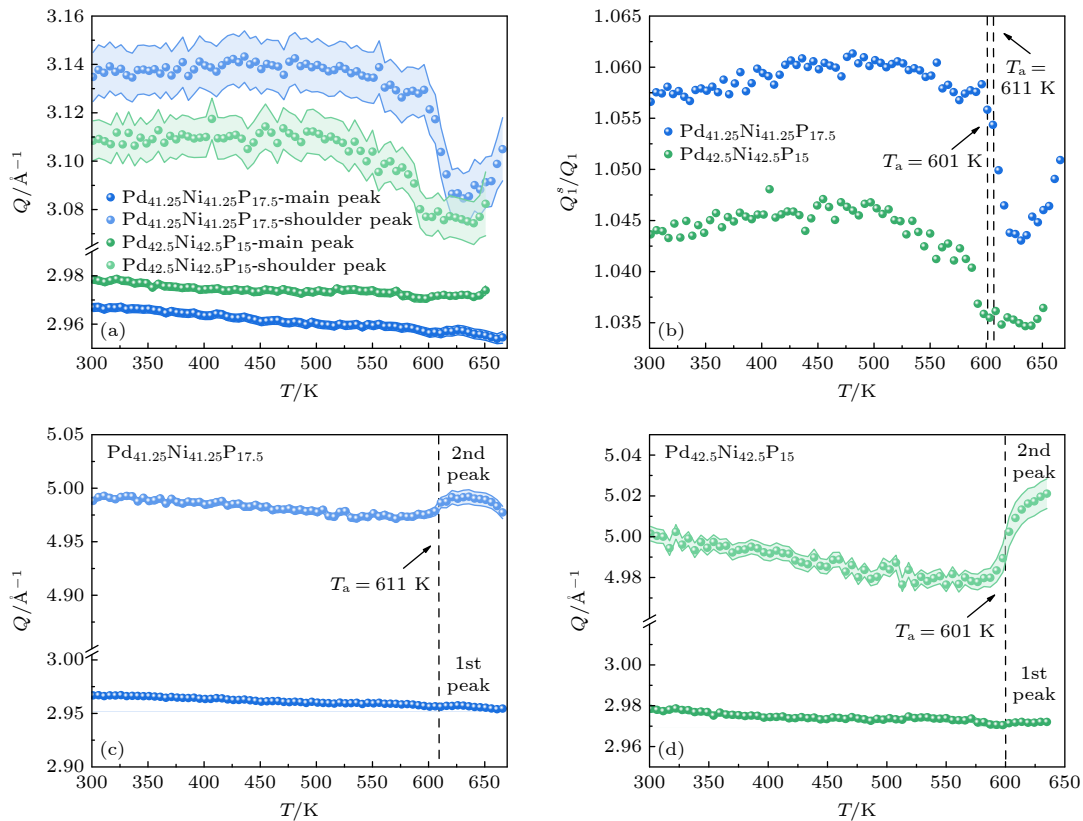 3.16
3.14
3.12
3.10
3.08
2.98
2.96
Q/Å⁻¹
Pd₄₁.₂₅Ni₄₁.₂₅P₁₇.₅-main peak
Pd₄₁.₂₅Ni₄₁.₂₅P₁₇.₅-shoulder peak
Pd₄₂.₅Ni₄₂.₅P₁₅-main peak
Pd₄₂.₅Ni₄₂.₅P₁₅-shoulder peak
(a)
300 350 400 450 500 550 600 650
T/K
1.065
1.060
1.055
1.050
1.045
1.040
1.035
Q₁ˢ/Q₁
Tₐ =
611 K
Pd₄₁.₂₅Ni₄₁.₂₅P₁₇.₅
Pd₄₂.₅Ni₄₂.₅P₁₅
Tₐ = 601 K
(b)
300 350 400 450 500 550 600 650
T/K
5.05
5.00
4.95
4.90
3.00
2.95
2.90
Q/Å⁻¹
Pd₄₁.₂₅Ni₄₁.₂₅P₁₇.₅
2nd
peak
Tₐ = 611 K
1st
peak
(c)
300 350 400 450 500 550 600 650
T/K
5.04
5.02
5.00
4.98
3.00
2.98
2.96
Q/Å⁻¹
Pd₄₂.₅Ni₄₂.₅P₁₅
2nd
peak
Tₐ = 601 K
1st
peak
(d)
300 350 400 450 500 550 600 650
T/K